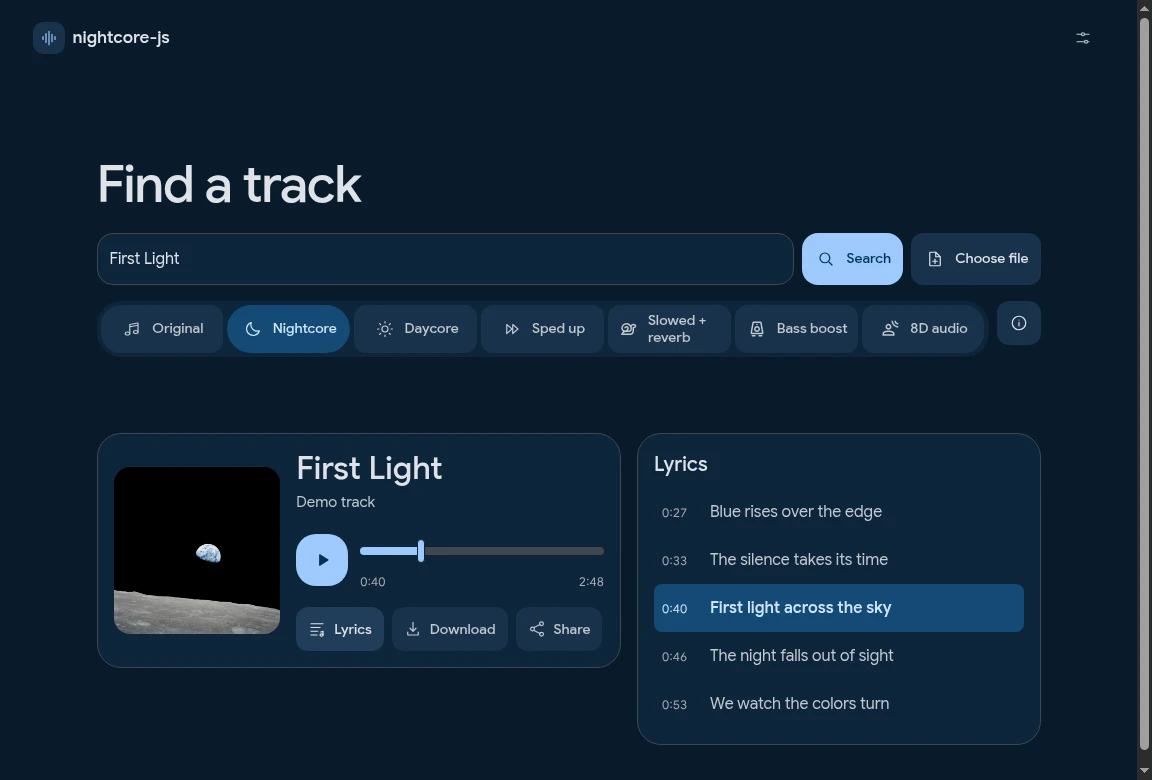 nightcore-js
Find a track
First Light
Search
Choose file
Original
Nightcore
Daycore
Sped up
Slowed +
reverb
Bass boost
8D audio
First Light
Demo track
0:40
2:48
Lyrics
Download
Share
Lyrics
0:27 Blue rises over the edge
0:33 The silence takes its time
0:40 First light across the sky
0:46 The night falls out of sight
0:53 We watch the colors turn